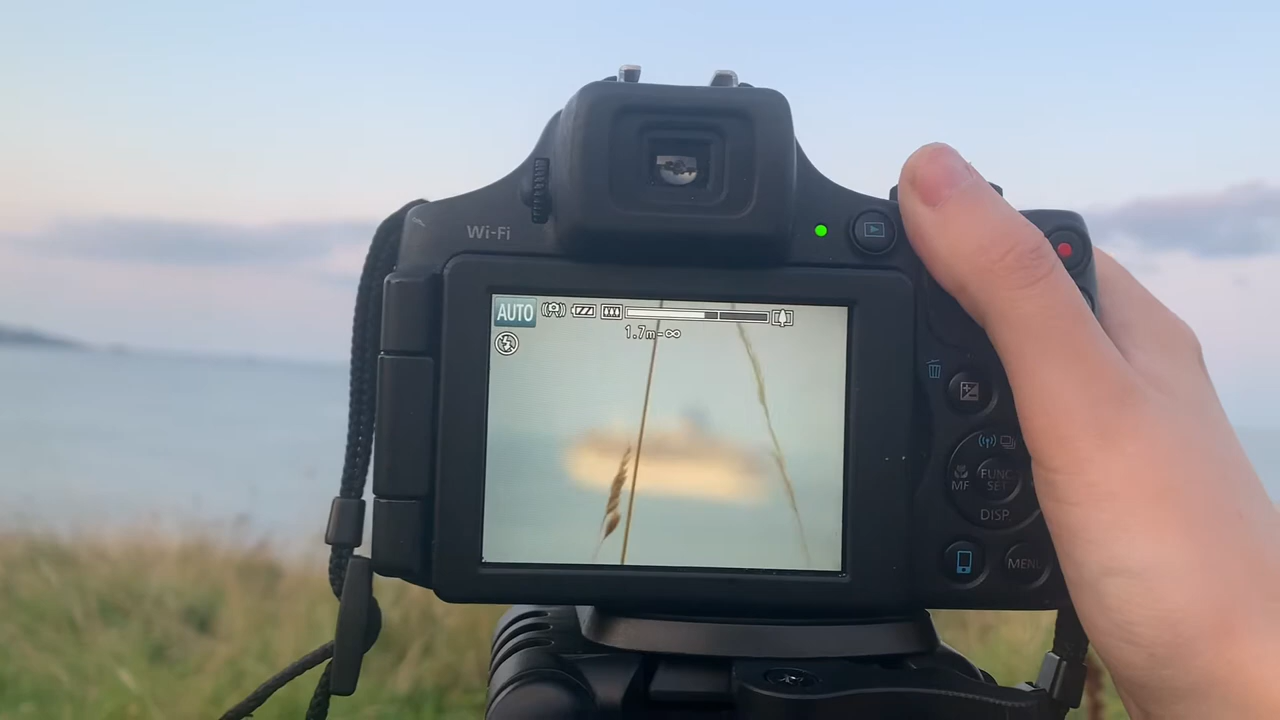 Wi-Fi
AUTO
1.7m-∞
MF
FUNC.
SET
DISP.
MENU